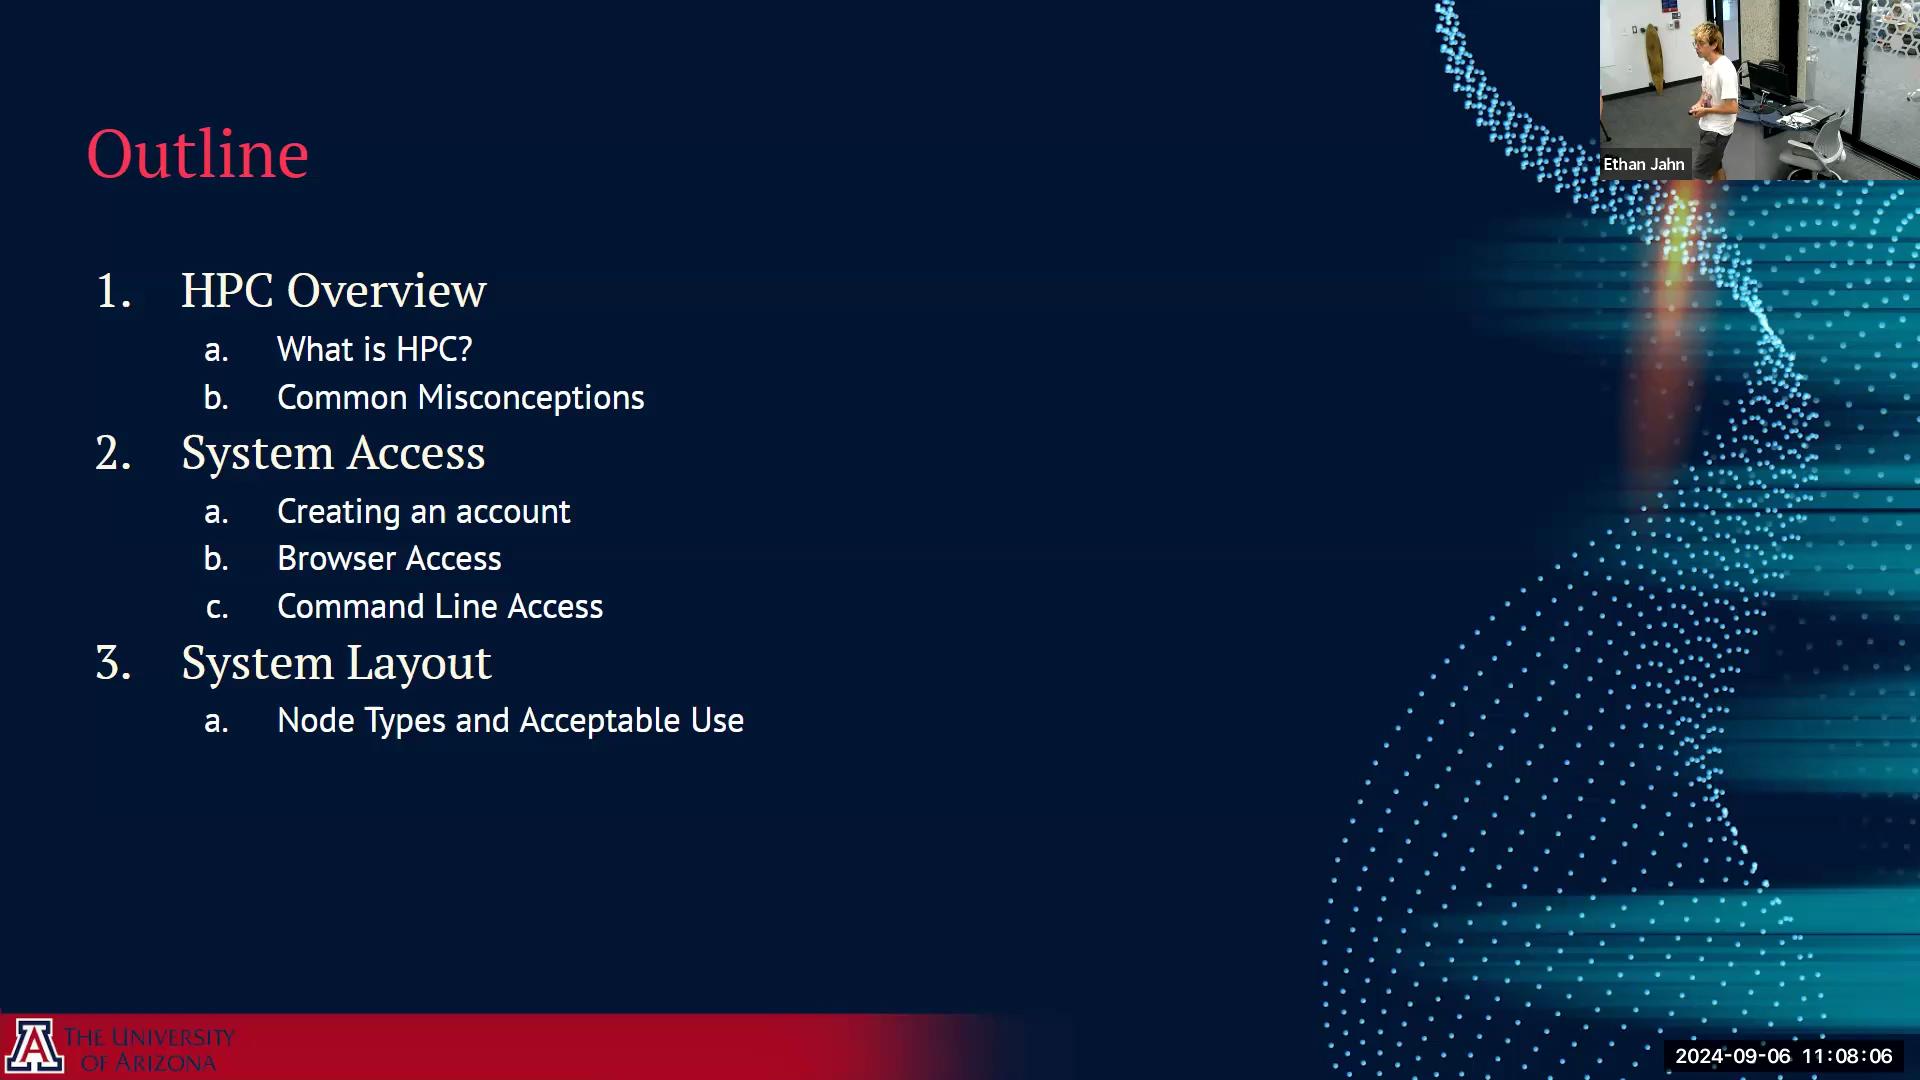 Outline
1. HPC Overview
a. What is HPC?
b. Common Misconceptions
2. System Access
a. Creating an account
b. Browser Access
c. Command Line Access
3. System Layout
a. Node Types and Acceptable Use
Ethan Jahn
A THE UNIVERSITY
OF ARIZONA
2024-09-06 11:08:06